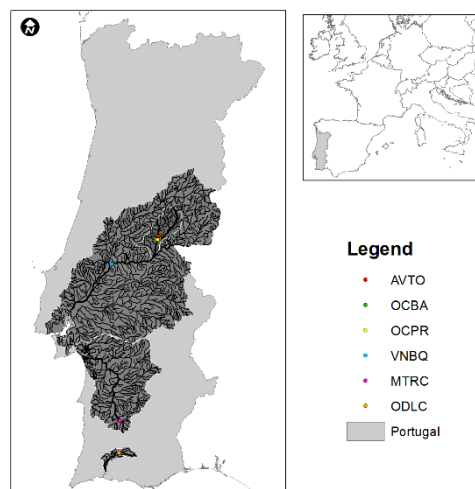 Legend
AVTO
OCBA
OCPR
VNBQ
MTRC
ODLC
Portugal